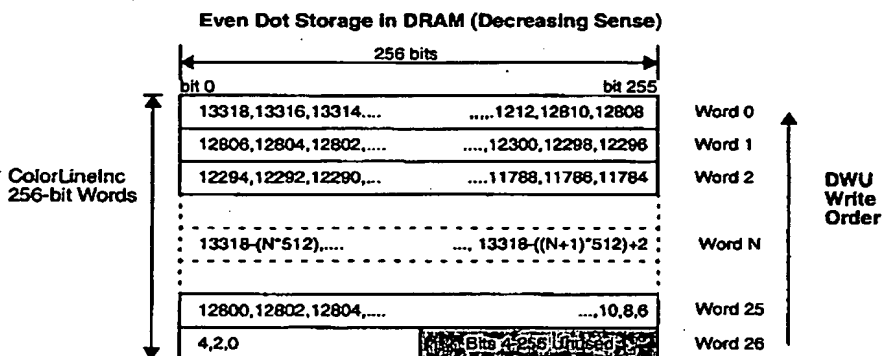 Even Dot Storage in DRAM (Decreasing Sense)
256 bits
bit 0 bit 255
13318,13316,13314.... .....1212,12810,12808 Word 0
12806,12804,12802,.... ....,12300,12298,12296 Word 1
12294,12292,12290,... ....11788,11786,11784 Word 2
ColorLineInc
256-bit Words
DWU
Write
Order
13318-(N*512),.... ..., 13318-((N+1)*512)+2 Word N
12800,12802,12804,.... ...,10,8,6 Word 25
4,2,0 Bits 4-256 Unused Word 26